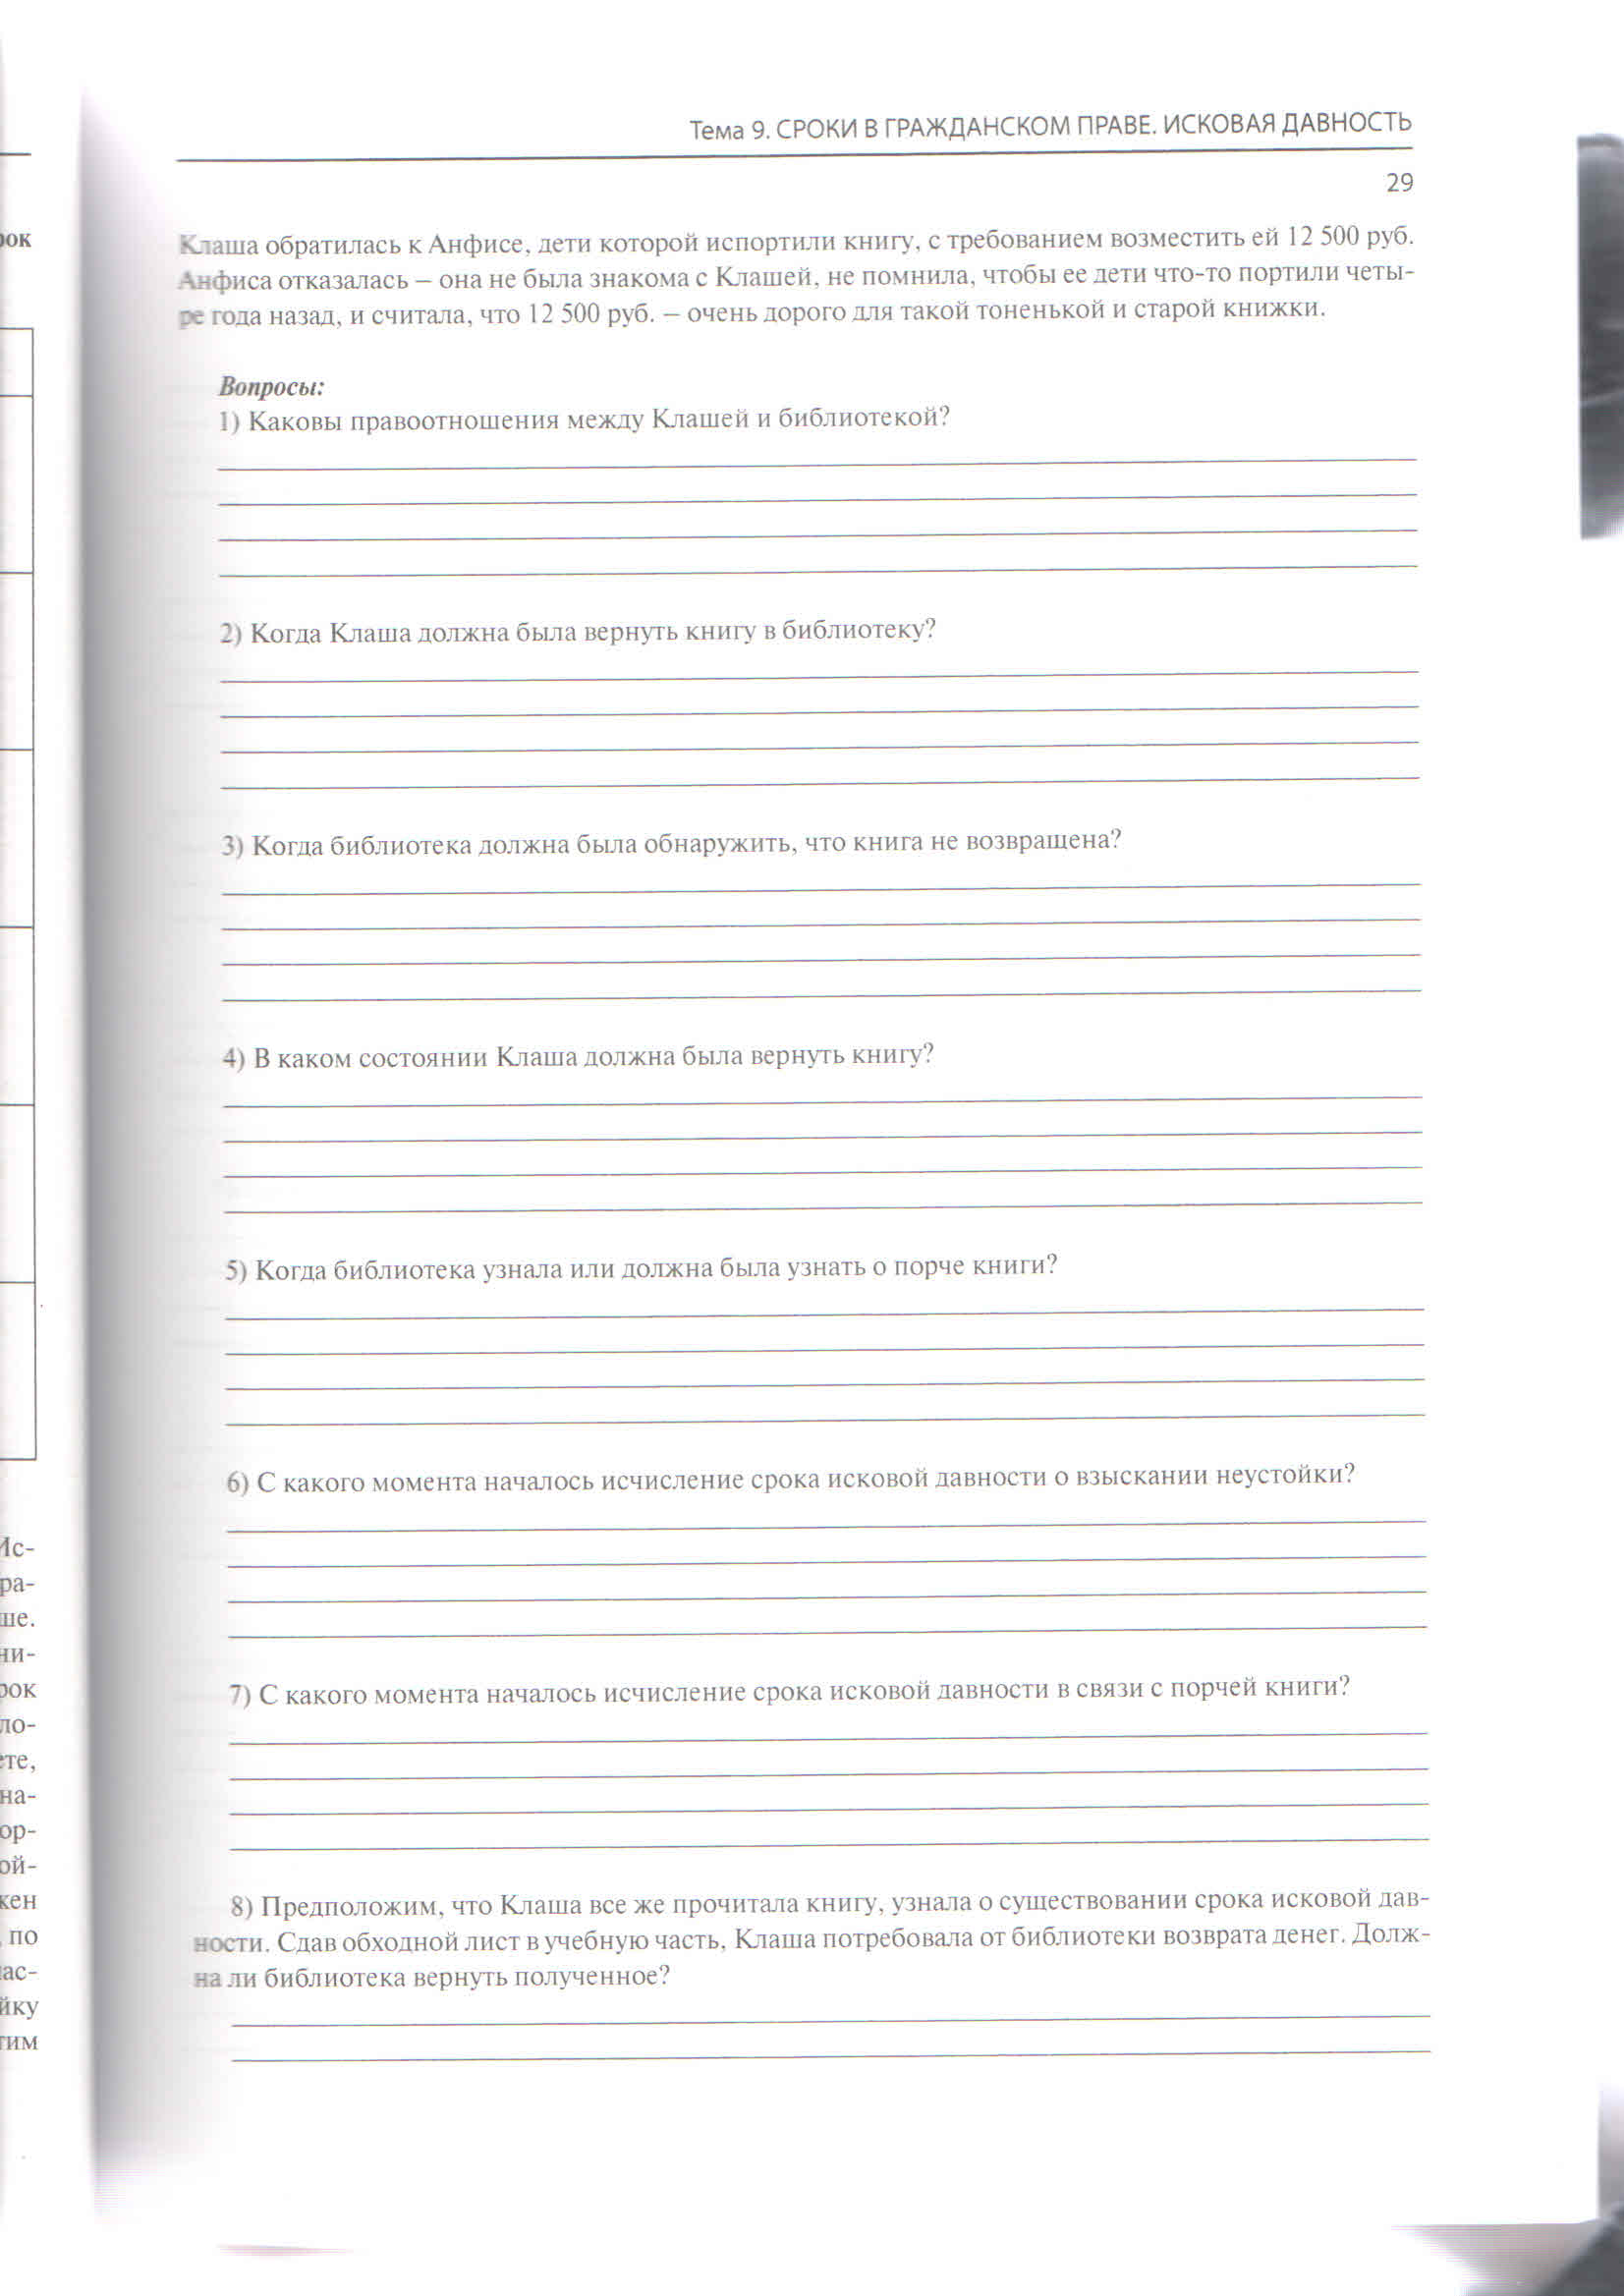 Тема 9. СРОКИ В ГРАЖДАНСКОМ ПРАВЕ. ИСКОВАЯ ДАВНОСТЬ
29
Клаша обратилась к Анфисе, дети которой испортили книгу, с требованием возместить ей 12 500 руб.
Анфиса отказалась – она не была знакома с Клашей, не помнила, чтобы ее дети что-то портили четы-
ре года назад, и считала, что 12 500 руб. – очень дорого для такой тоненькой и старой книжки.
Вопросы:
1) Каковы правоотношения между Клашей и библиотекой?
2) Когда Клаша должна была вернуть книгу в библиотеку?
3) Когда библиотека должна была обнаружить, что книга не возвращена?
4) В каком состоянии Клаша должна была вернуть книгу?
5) Когда библиотека узнала или должна была узнать о порче книги?
6) С какого момента началось исчисление срока исковой давности о взыскании неустойки?
7) С какого момента началось исчисление срока исковой давности в связи с порчей книги?
8) Предположим, что Клаша все же прочитала книгу, узнала о существовании срока исковой дав-
ности. Сдав обходной лист в учебную часть, Клаша потребовала от библиотеки возврата денег. Долж-
на ли библиотека вернуть полученное?